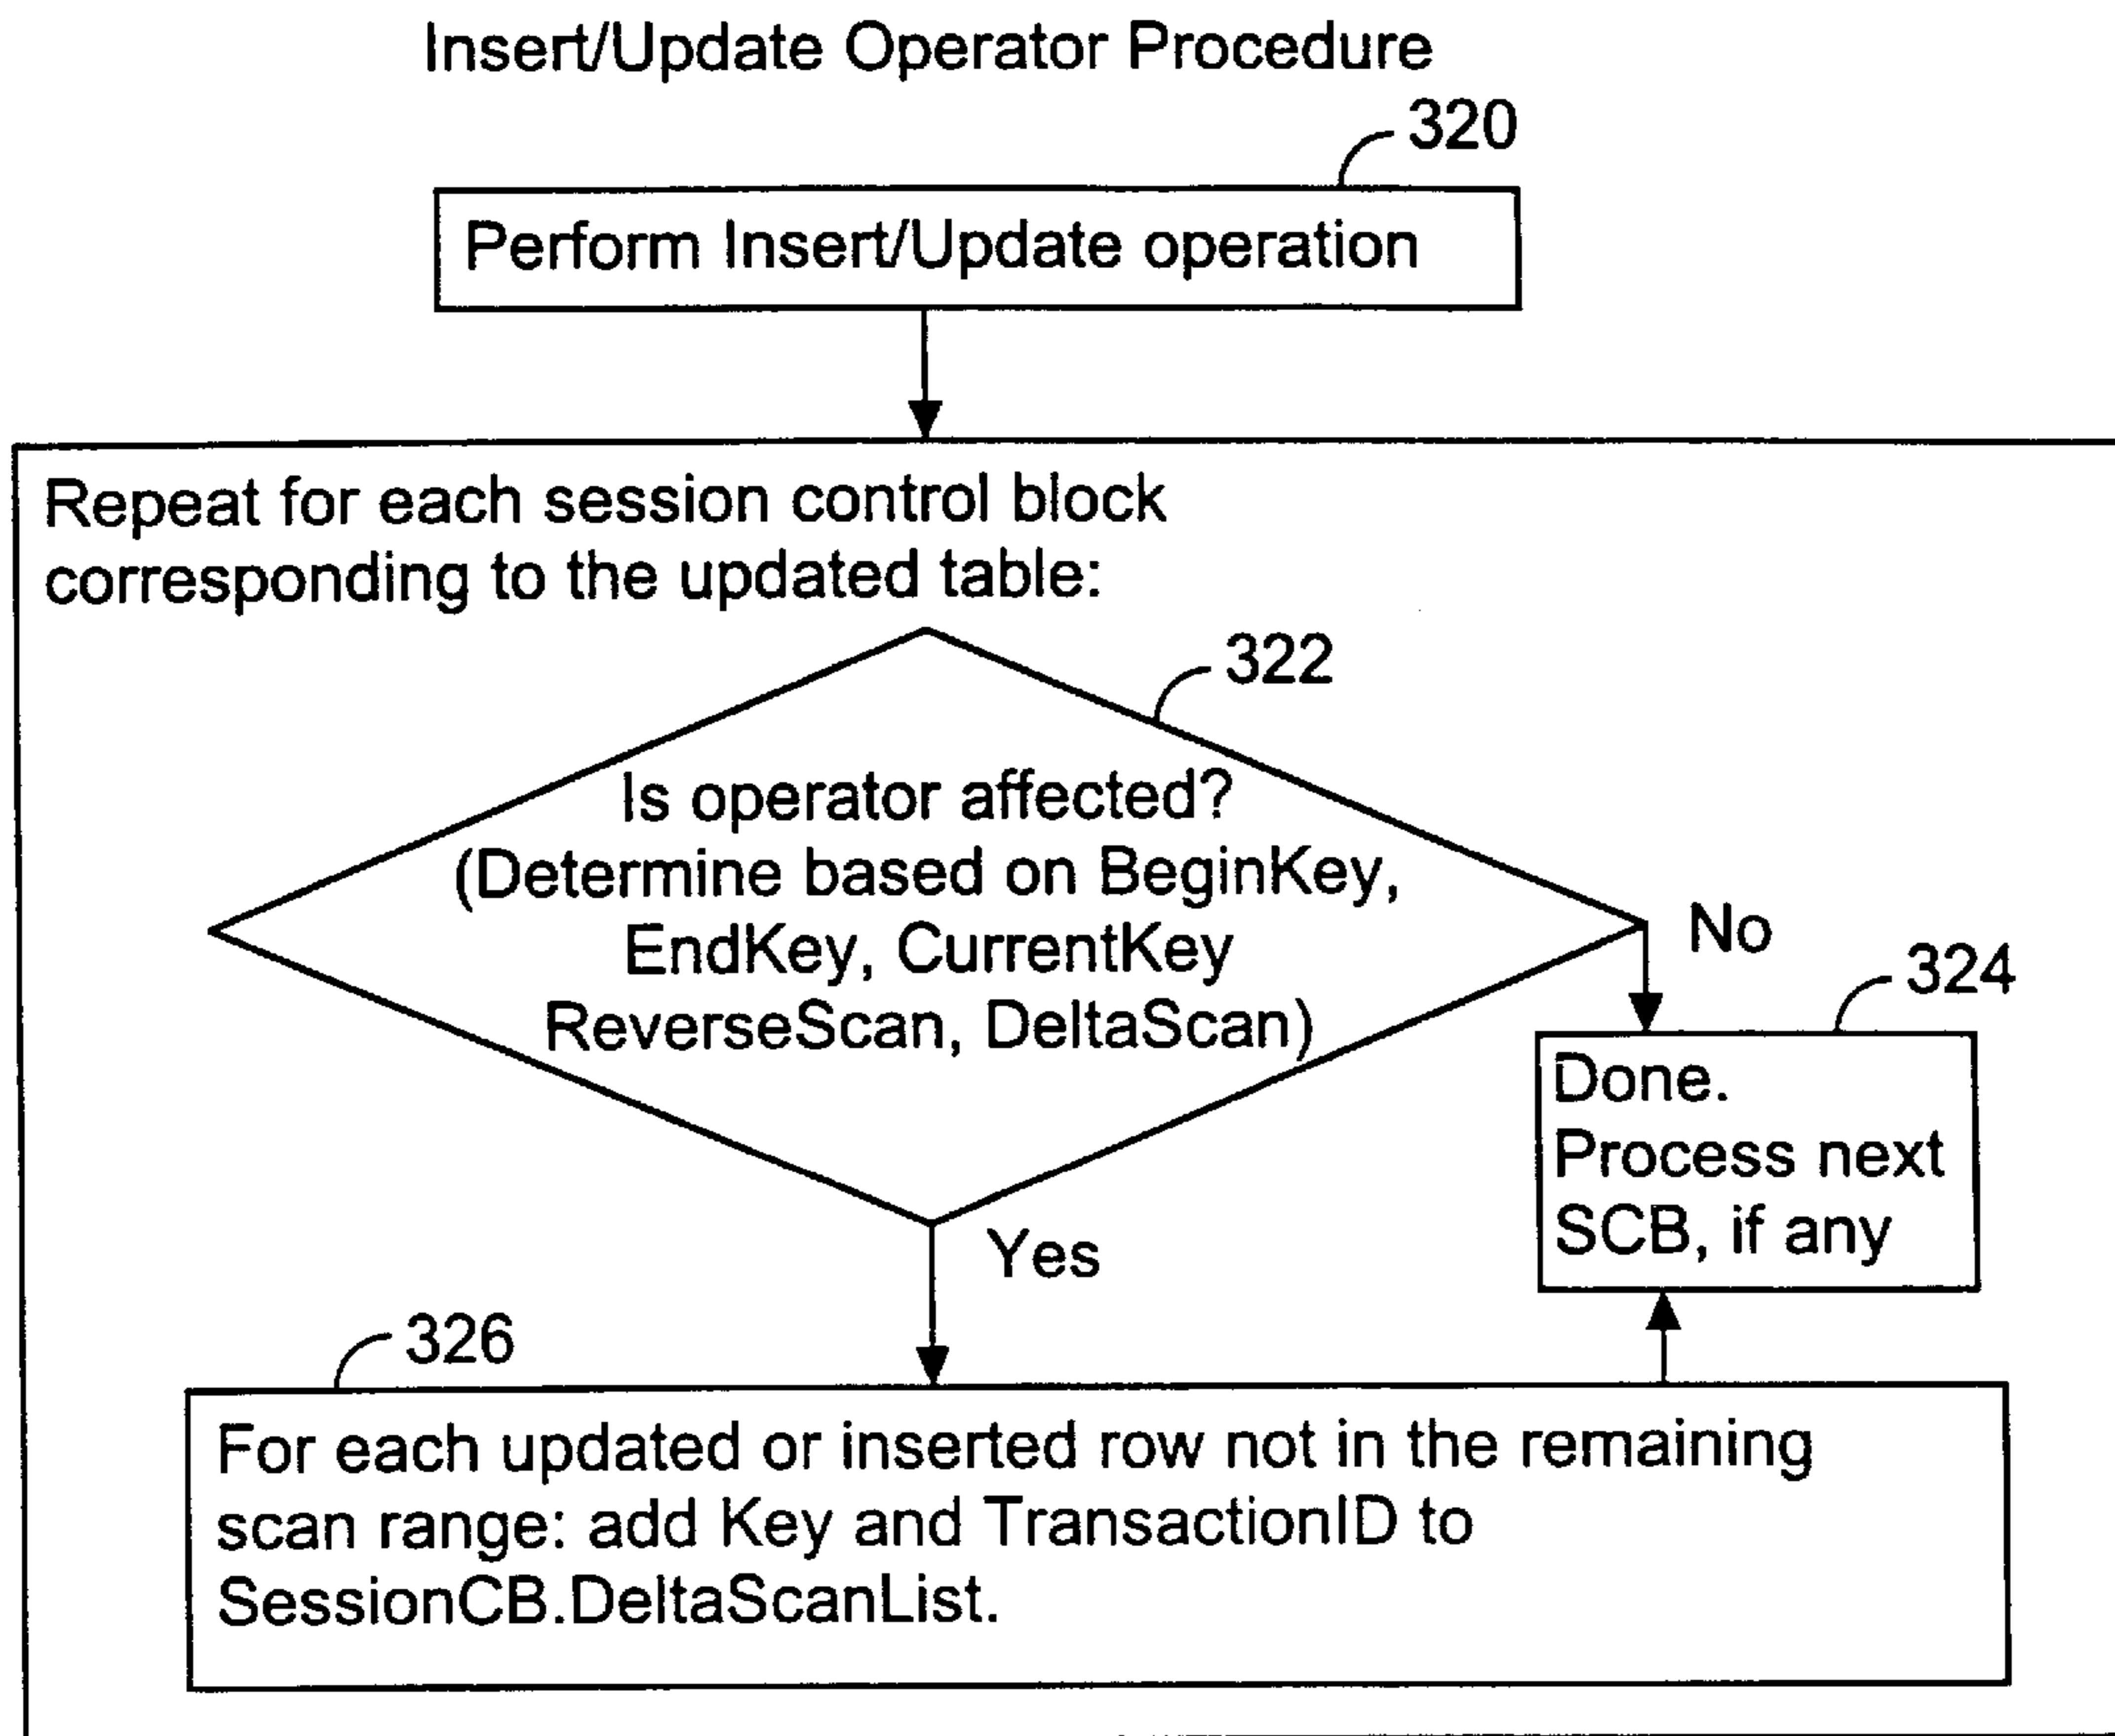 Insert/Update Operator Procedure
320
Perform Insert/Update operation
Repeat for each session control block
corresponding to the updated table:
322
Is operator affected?
(Determine based on BeginKey,
EndKey, CurrentKey
ReverseScan, DeltaScan)
No
324
Done.
Process next
SCB, if any
Yes
326
For each updated or inserted row not in the remaining
scan range: add Key and TransactionID to
SessionCB.DeltaScanList.